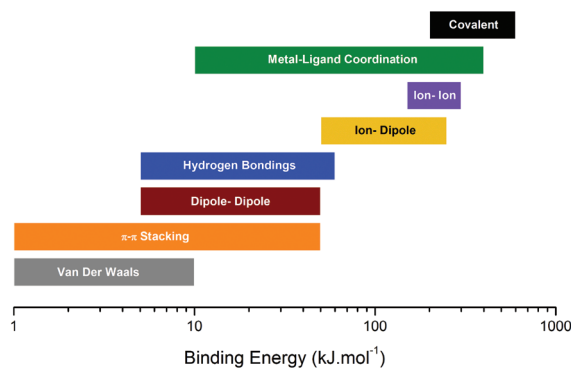 Covalent
Metal-Ligand Coordination
Ion- Ion
Ion- Dipole
Hydrogen Bondings
Dipole- Dipole
π-π Stacking
Van Der Waals
1 10 100 1000
Binding Energy (kJ.mol⁻¹)